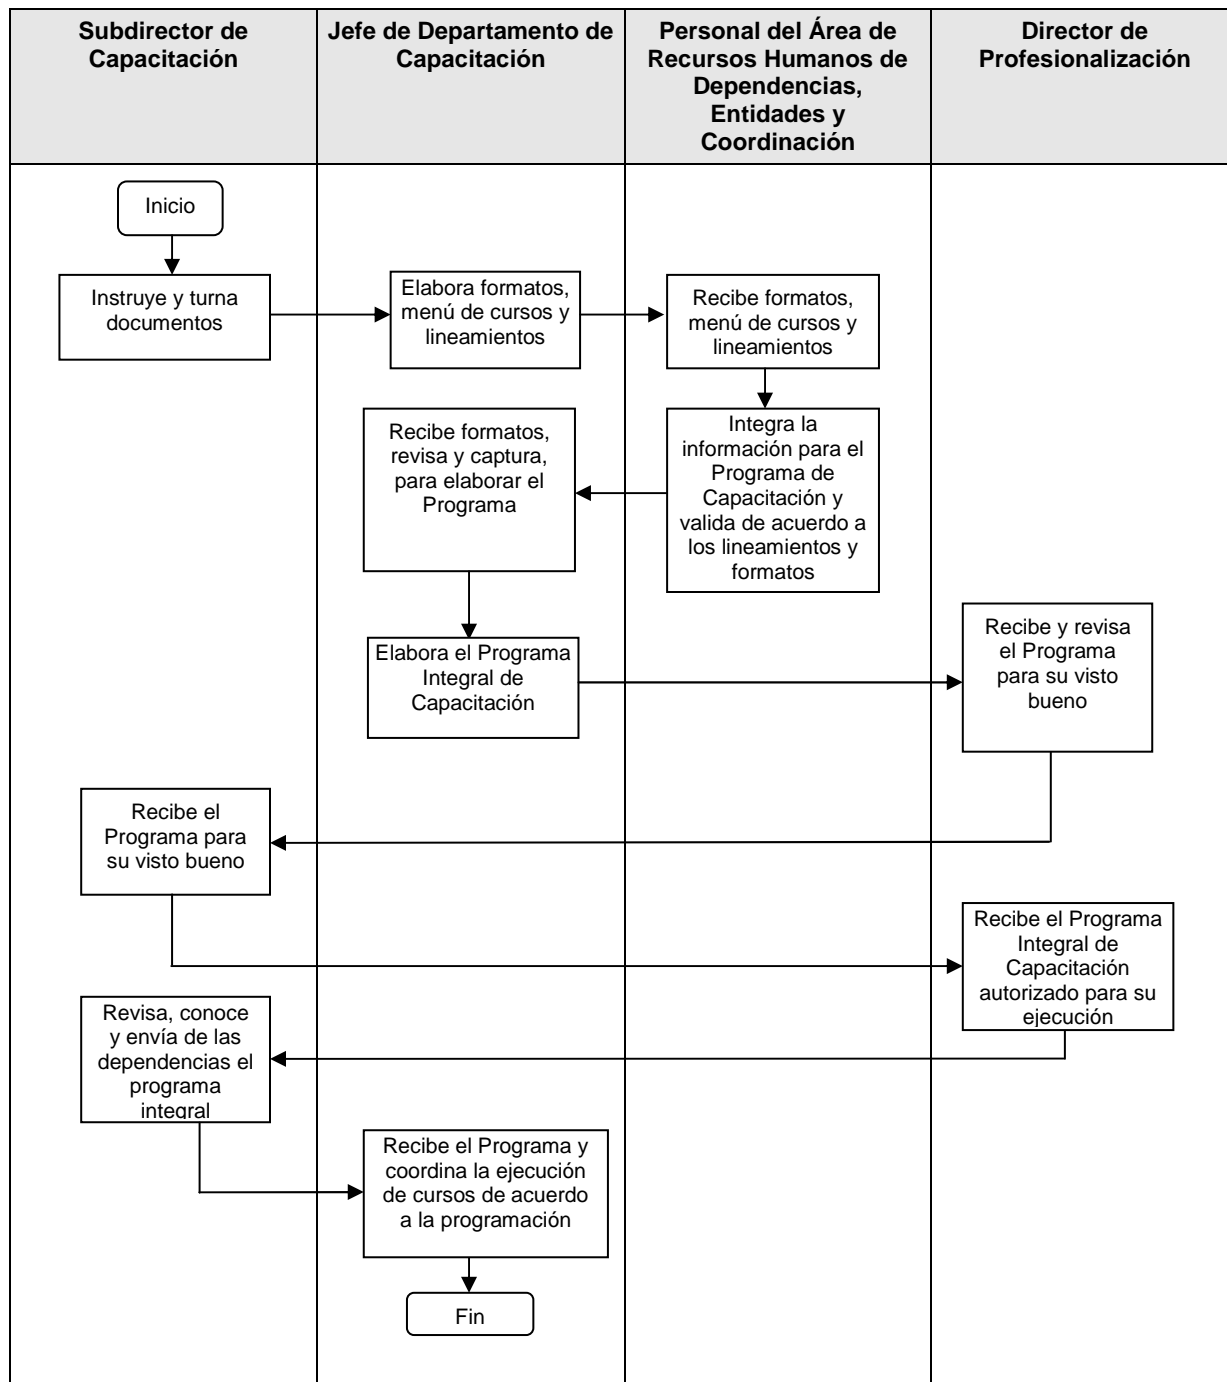 Subdirector de
Capacitación
Jefe de Departamento de
Capacitación
Personal del Área de
Recursos Humanos de
Dependencias,
Entidades y
Coordinación
Director de
Profesionalización
Inicio
Instruye y turna
documentos
Elabora formatos,
menú de cursos y
lineamientos
Recibe formatos,
menú de cursos y
lineamientos
Recibe formatos,
revisa y captura,
para elaborar el
Programa
Integra la
información para el
Programa de
Capacitación y
valida de acuerdo a
los lineamientos y
formatos
Elabora el Programa
Integral de
Capacitación
Recibe y revisa
el Programa
para su visto
bueno
Recibe el
Programa para
su visto bueno
Recibe el Programa
Integral de
Capacitación
autorizado para su
ejecución
Revisa, conoce
y envía de las
dependencias el
programa
integral
Recibe el Programa y
coordina la ejecución
de cursos de acuerdo
a la programación
Fin